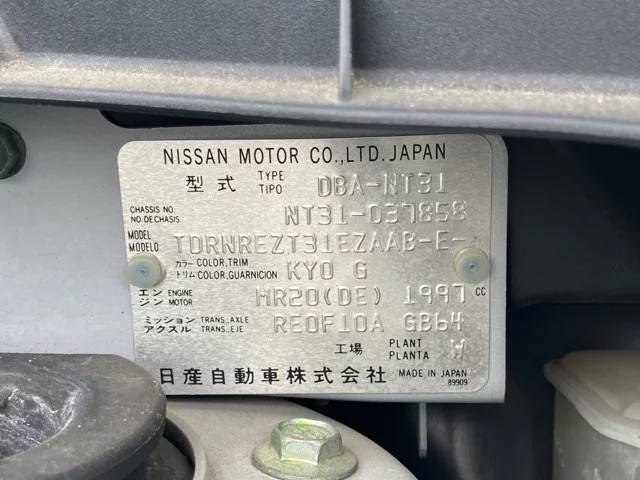 NISSAN MOTOR CO.,LTD. JAPAN
型式 TYPE TIPO DBA-NT31
CHASSIS NO. NO.DECHASIS NT31-037858
MODEL MODELO TDRNREZT31EZAAB-E-
カラー COLOR,TRIM トリム COLOR,GUARNICION KY0 G
エンジン ENGINE MOTOR MR20(DE) 1997 CC
ミッション アクスル TRANS.,AXLE TRANS.,EJE RE0F10A GB64
工場 PLANT PLANTA W
日産自動車株式会社 MADE IN JAPAN
89909